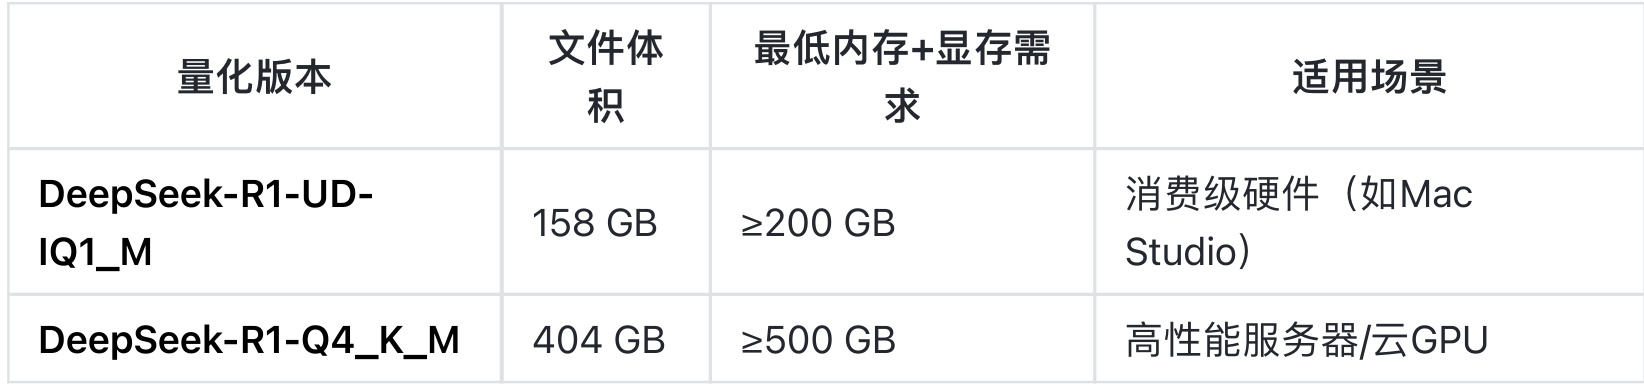 量化版本
文件体
积
最低内存+显存需
求
适用场景
DeepSeek-R1-UD-
IQ1_M
158 GB
≥200 GB
消费级硬件（如Mac
Studio）
DeepSeek-R1-Q4_K_M
404 GB
≥500 GB
高性能服务器/云GPU